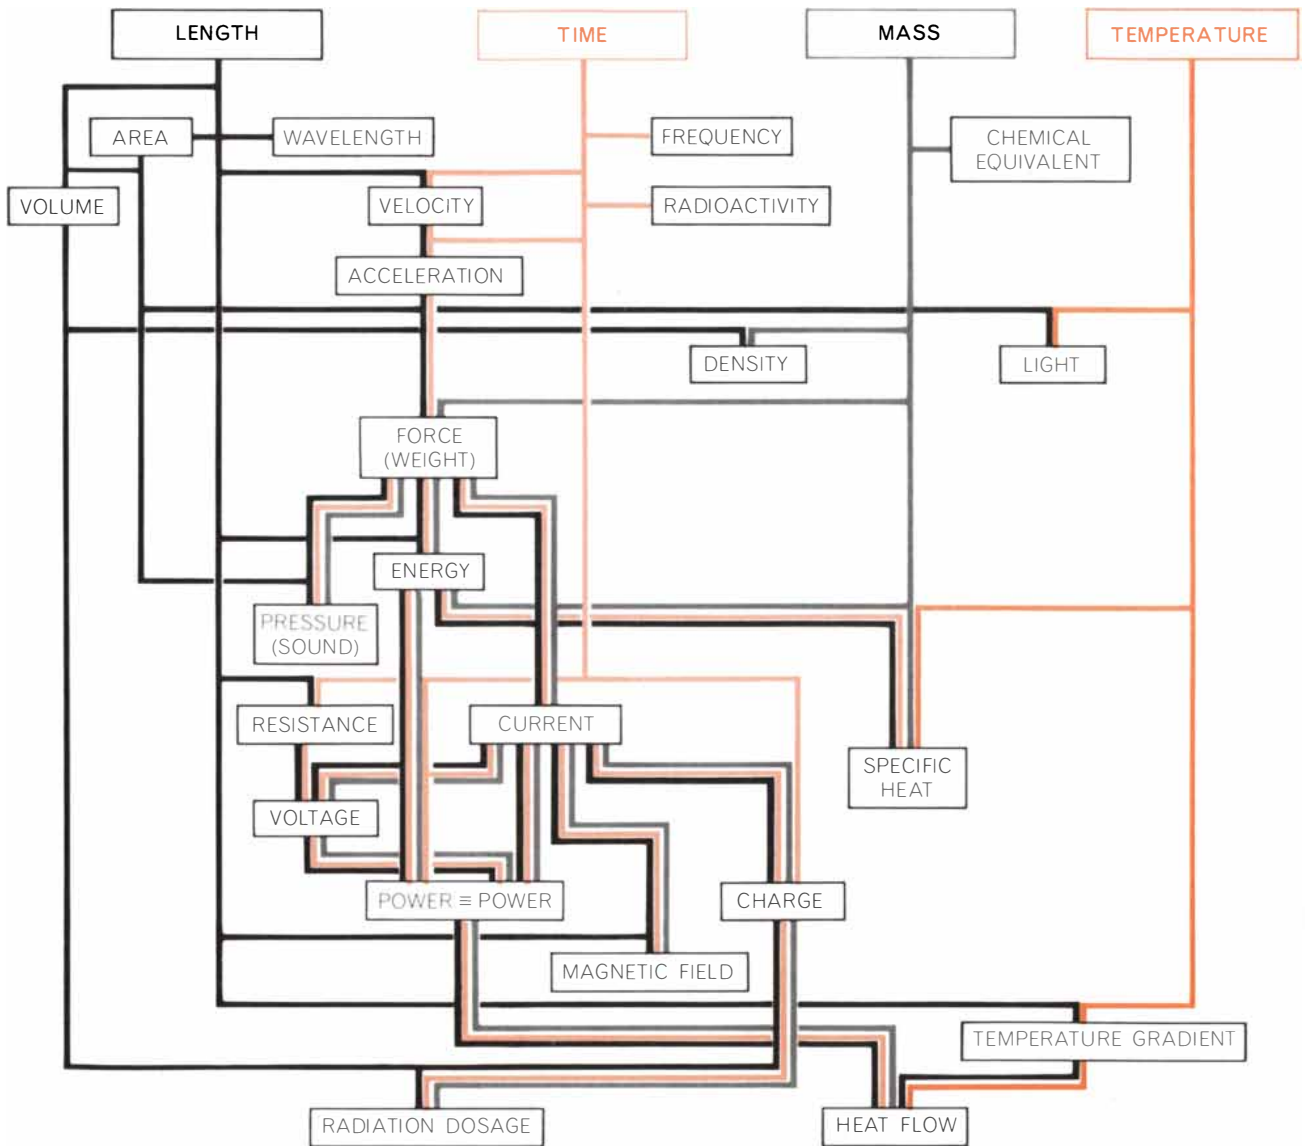 LENGTH
TIME
MASS
TEMPERATURE
AREA
WAVELENGTH
FREQUENCY
CHEMICAL
EQUIVALENT
VOLUME
VELOCITY
RADIOACTIVITY
ACCELERATION
DENSITY
LIGHT
FORCE
(WEIGHT)
ENERGY
PRESSURE
(SOUND)
RESISTANCE
CURRENT
SPECIFIC
HEAT
VOLTAGE
POWER ≡ POWER
CHARGE
MAGNETIC FIELD
TEMPERATURE GRADIENT
RADIATION DOSAGE
HEAT FLOW